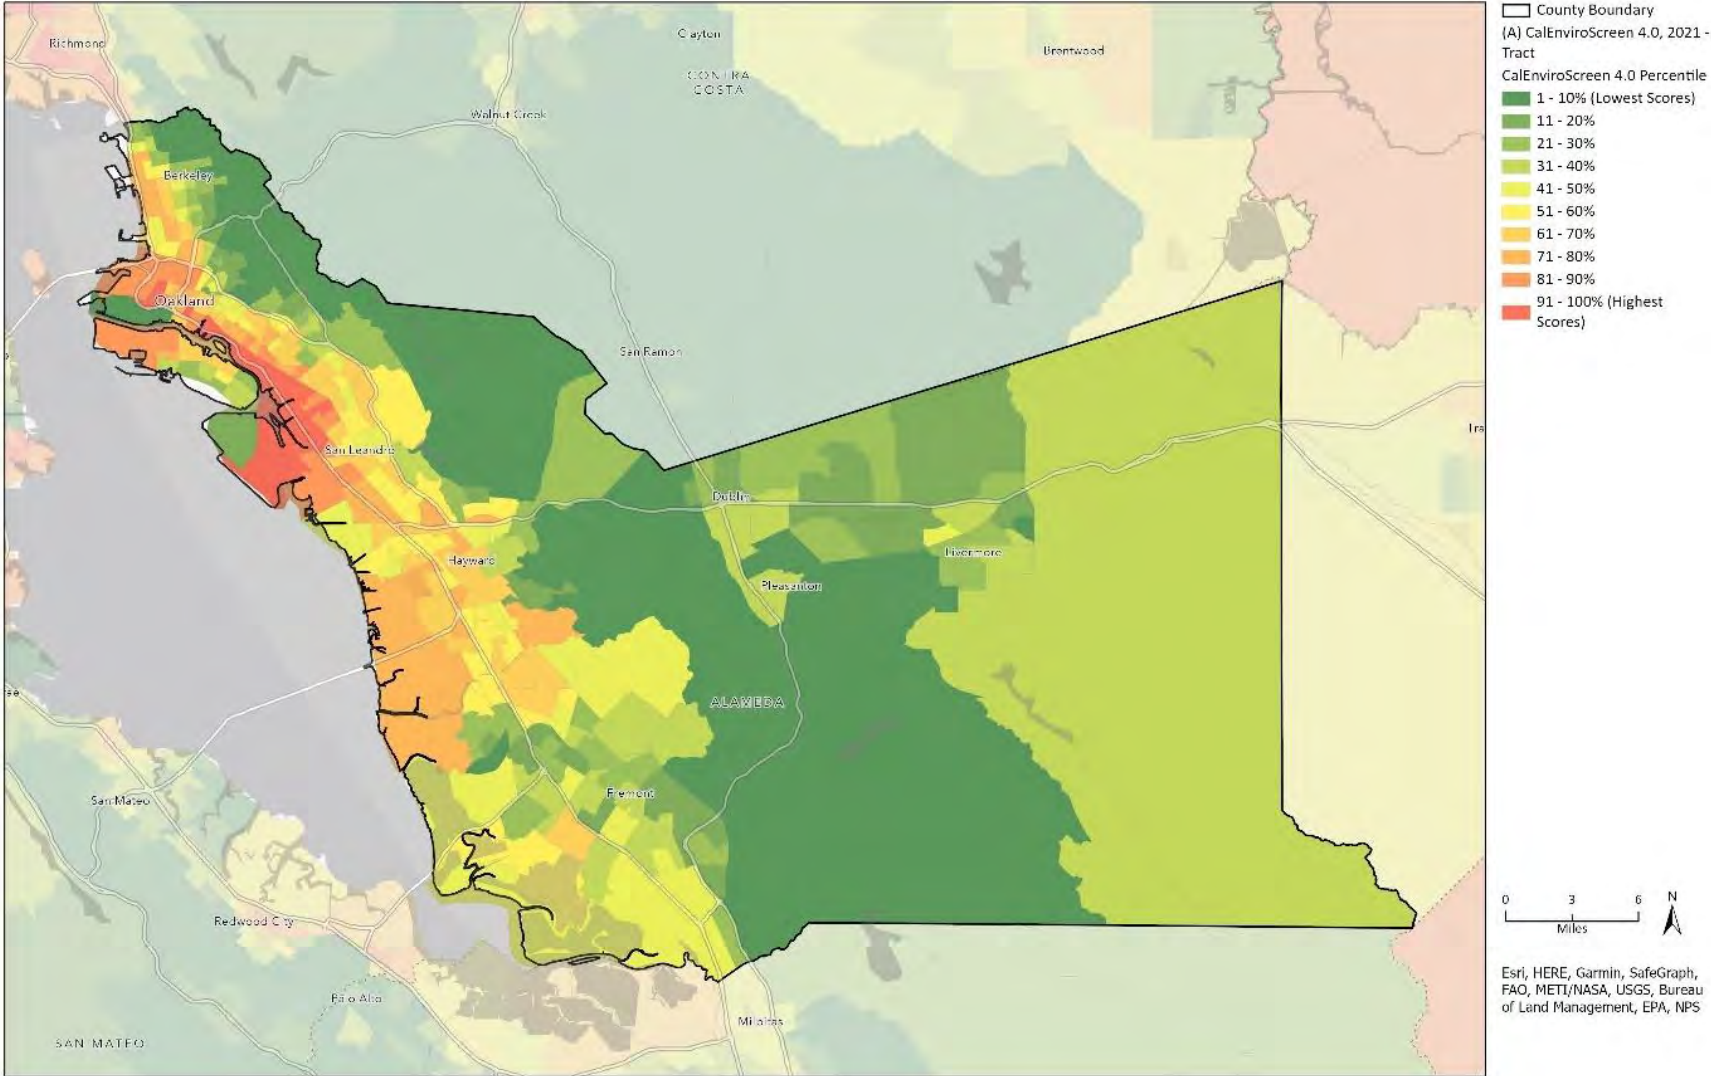 Richmond
Clayton
Brentwood
CONTRA
COSTA
Walnut Creek
Berkeley
Oakland
San Ramon
San Leandro
Dublin
Hayward
Livermore
Pleasanton
ALAMEDA
Fremont
San Mateo
Redwood City
Palo Alto
Milpitas
SAN MATEO
Tra
County Boundary
(A) CalEnviroScreen 4.0, 2021 -
Tract
CalEnviroScreen 4.0 Percentile
1 - 10% (Lowest Scores)
11 - 20%
21 - 30%
31 - 40%
41 - 50%
51 - 60%
61 - 70%
71 - 80%
81 - 90%
91 - 100% (Highest
Scores)
0 3 6
Miles
N
Esri, HERE, Garmin, SafeGraph,
FAO, METI/NASA, USGS, Bureau
of Land Management, EPA, NPS